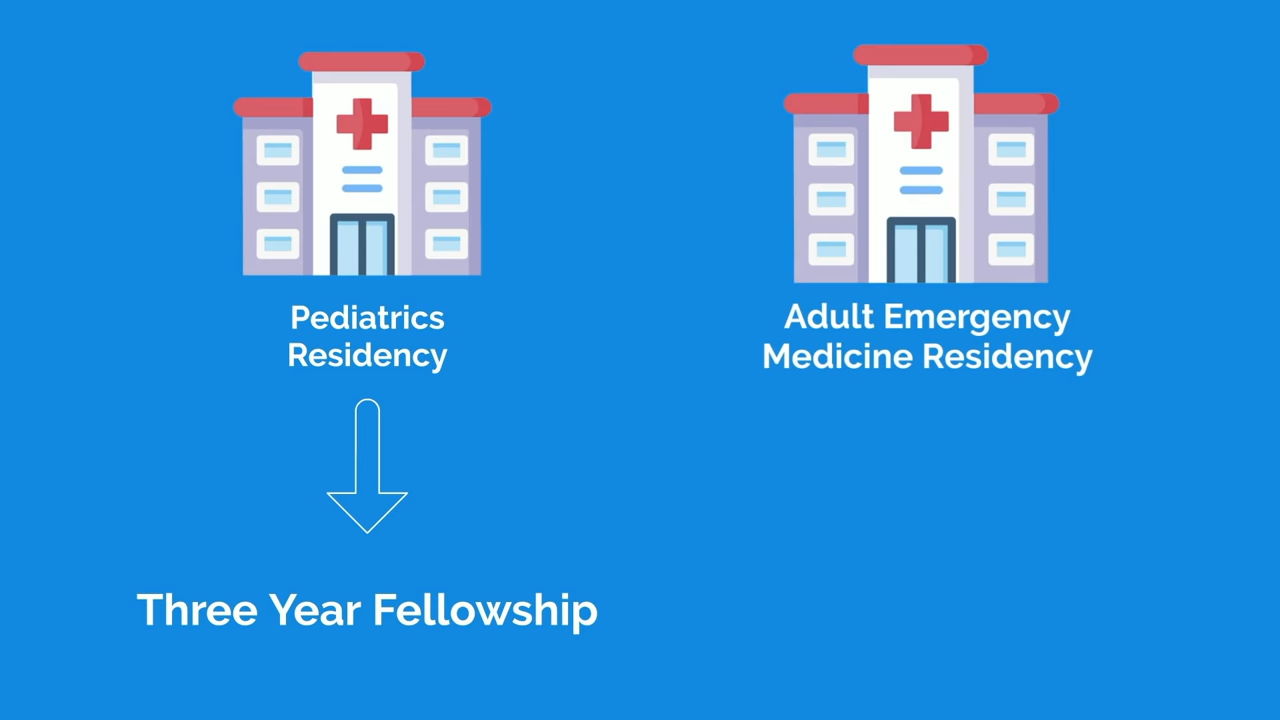 Pediatrics
Residency
Adult Emergency
Medicine Residency
Three Year Fellowship